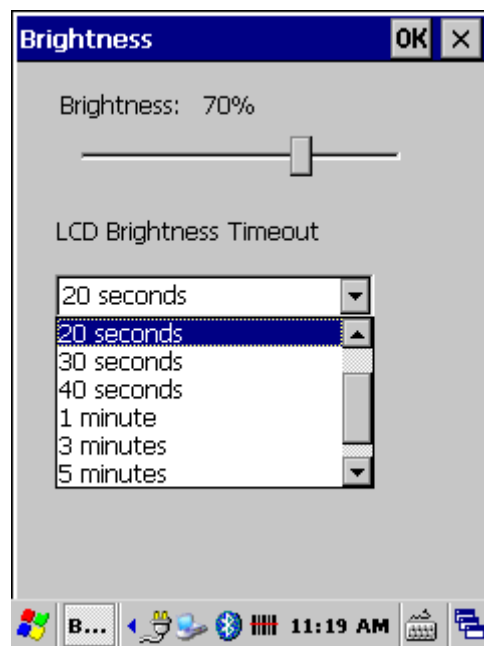 Brightness OK ×
Brightness: 70%
LCD Brightness Timeout
20 seconds
20 seconds
30 seconds
40 seconds
1 minute
3 minutes
5 minutes
B... 11:19 AM